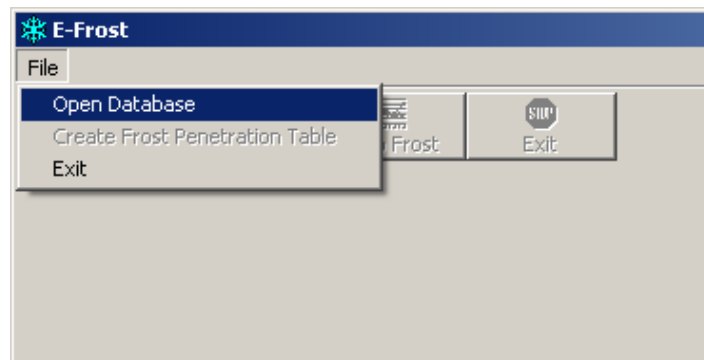 E-Frost
File
Open Database
Create Frost Penetration Table
Exit
Frost
STOP
Exit